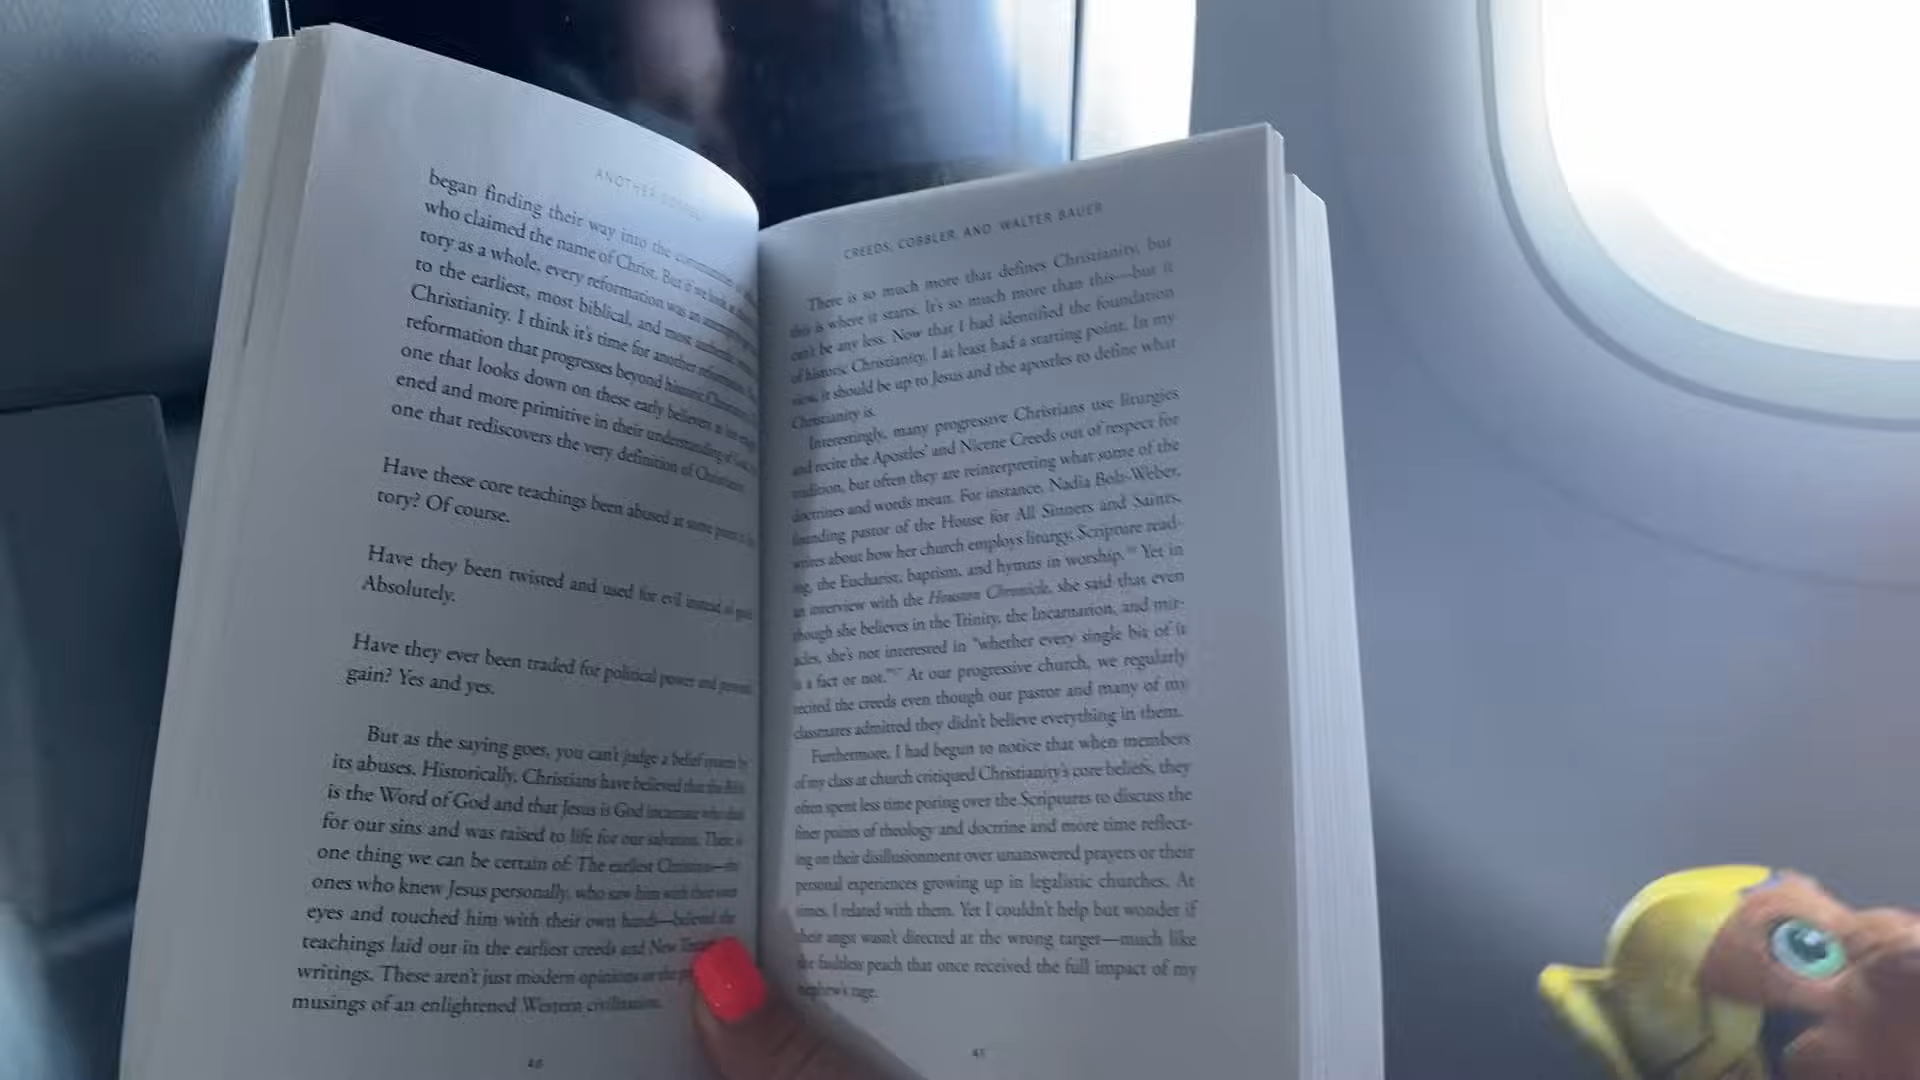 ANOTHER GOSPEL
began finding their way into the
who claimed the name of Christ. But if we look at
tory as a whole, every reformation was an
to the earliest, most biblical, and most authentic
Christianity. I think it's time for another reformation.
reformation that progresses beyond historic
one that looks down on these early believers as
ened and more primitive in their understanding of God,
one that rediscovers the very definition of
Have these core teachings been abused at some point in
tory? Of course.
Have they been twisted and used for evil instead of good
Absolutely.
Have they ever been traded for political power and
gain? Yes and yes.
But as the saying goes, you can't judge a belief system by
its abuses. Historically, Christians have believed that the
is the Word of God and that Jesus is God incarnate who died
for our sins and was raised to life for our salvation. There is
one thing we can be certain of: The earliest Christians—the
ones who knew Jesus personally, who saw him with their own
eyes and touched him with their own hands—believed the
teachings laid out in the earliest creeds and New
writings. These aren't just modern opinions or the
musings of an enlightened Western civilization.
40
CREEDS, COBBLER, AND WALTER BAUER
There is so much more that defines Christianity, but
this is where it starts. It's so much more than this—but it
can't be any less. Now that I had identified the foundation
of historic Christianity, I at least had a starting point. In my
view, it should be up to Jesus and the apostles to define what
Christianity is.
Interestingly, many progressive Christians use liturgies
and recite the Apostles' and Nicene Creeds out of respect for
tradition, but often they are reinterpreting what some of the
doctrines and words mean. For instance, Nadia Bolz-Weber,
founding pastor of the House for All Sinners and Saints,
writes about how her church employs liturgy, Scripture read-
ing, the Eucharist, baptism, and hymns in worship. Yet in
an interview with the Houston Chronicle, she said that even
though she believes in the Trinity, the Incarnation, and mir-
acles, she's not interested in "whether every single bit of it
is a fact or not." At our progressive church, we regularly
recited the creeds even though our pastor and many of my
classmates admitted they didn't believe everything in them.
Furthermore, I had begun to notice that when members
of my class at church critiqued Christianity's core beliefs, they
often spent less time poring over the Scriptures to discuss the
finer points of theology and doctrine and more time reflect-
ing on their disillusionment over unanswered prayers or their
personal experiences growing up in legalistic churches. At
times, I related with them. Yet I couldn't help but wonder if
their angst wasn't directed at the wrong target—much like
the faultless peach that once received the full impact of my
nephew's rage.
41